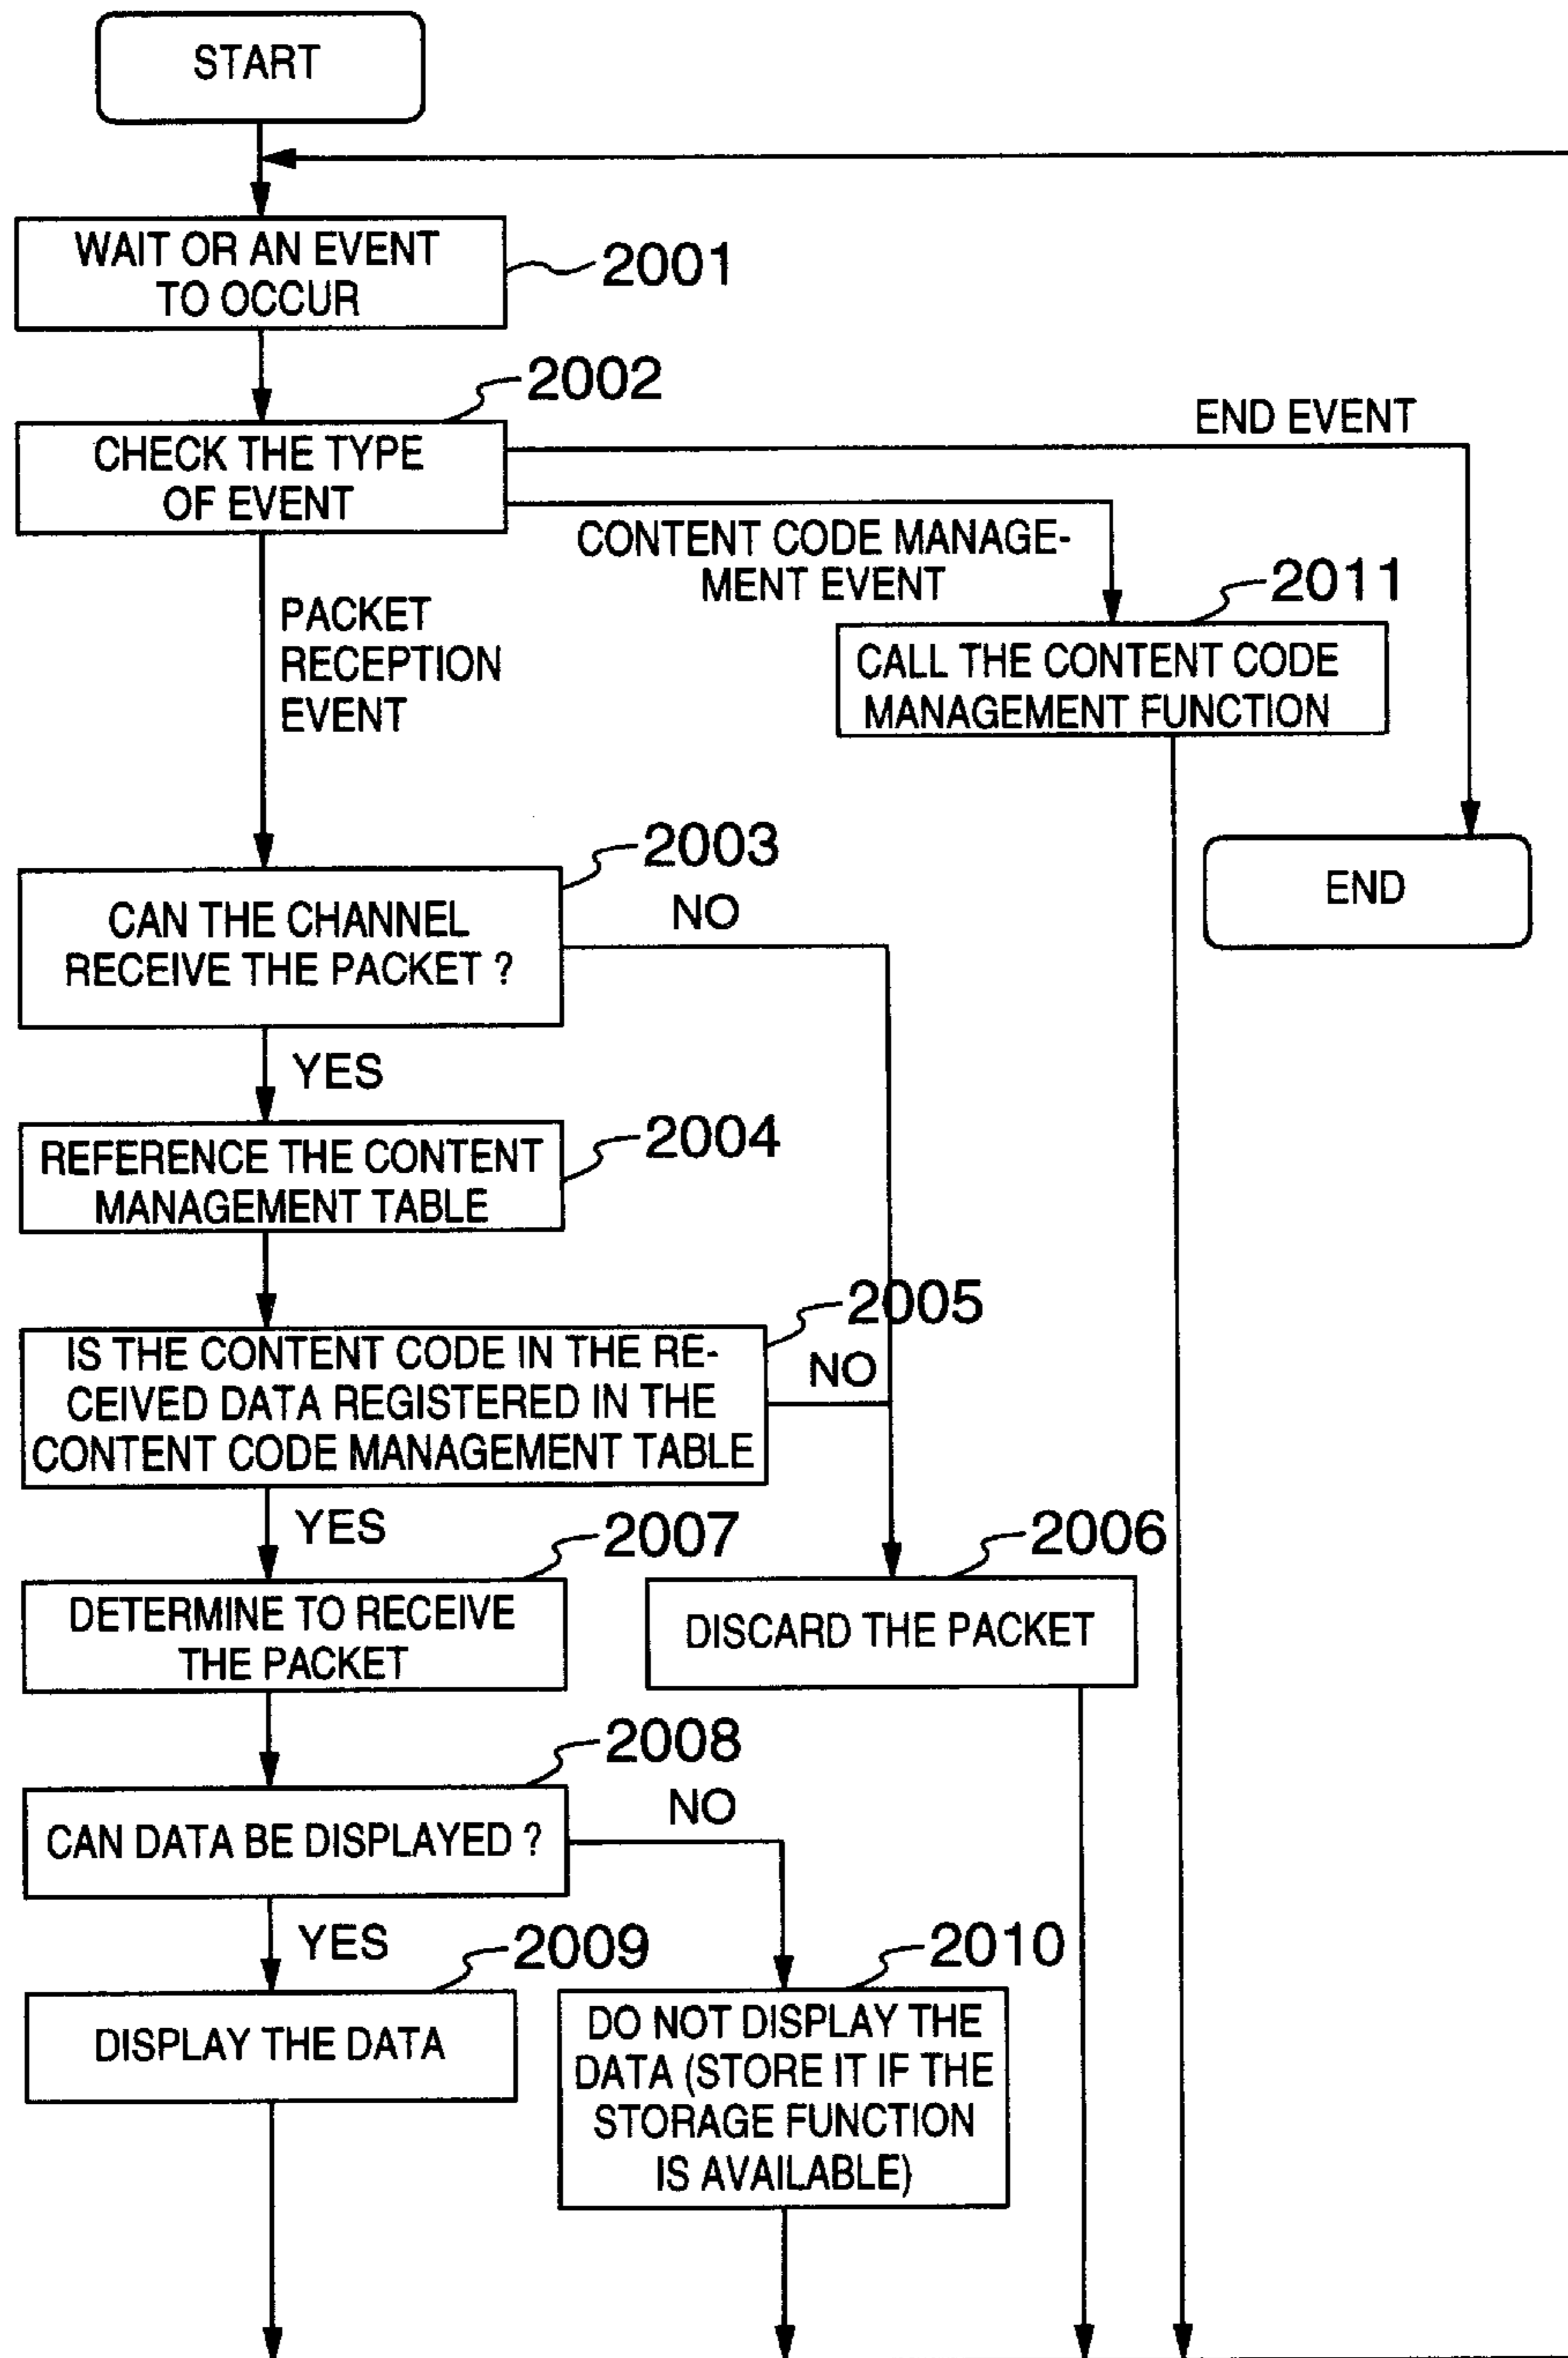 START
WAIT OR AN EVENT
TO OCCUR
2001
2002
CHECK THE TYPE
OF EVENT
END EVENT
CONTENT CODE MANAGE-
MENT EVENT
2011
PACKET
RECEPTION
EVENT
CALL THE CONTENT CODE
MANAGEMENT FUNCTION
2003
CAN THE CHANNEL
RECEIVE THE PACKET ?
NO
END
YES
2004
REFERENCE THE CONTENT
MANAGEMENT TABLE
2005
IS THE CONTENT CODE IN THE RE-
CEIVED DATA REGISTERED IN THE
CONTENT CODE MANAGEMENT TABLE
NO
YES
2007
2006
DETERMINE TO RECEIVE
THE PACKET
DISCARD THE PACKET
2008
CAN DATA BE DISPLAYED ?
NO
YES
2009
2010
DISPLAY THE DATA
DO NOT DISPLAY THE
DATA (STORE IT IF THE
STORAGE FUNCTION
IS AVAILABLE)